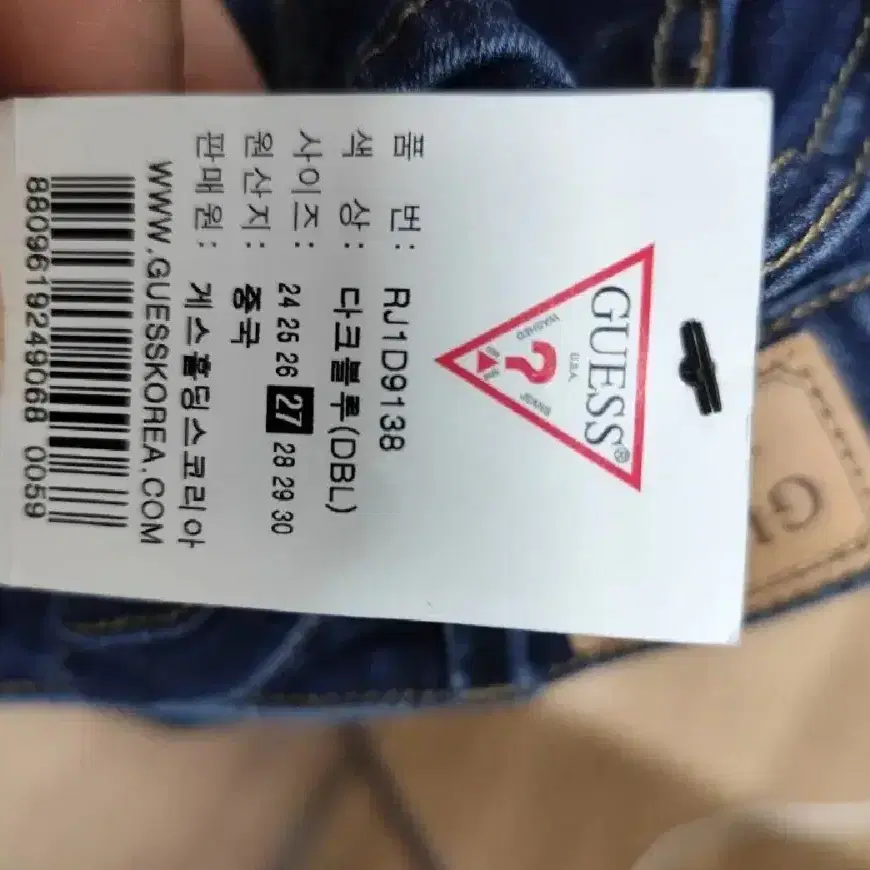 GUESS®
U.S.A.
WASHED
?
품 번: RJ1D9138
색 상: 다크블루(DBL)
사이즈: 24 25 26 27 28 29 30
원산지: 중국
판매원: 게스홀딩스코리아
WWW.GUESSKOREA.COM
8809619249068 0059